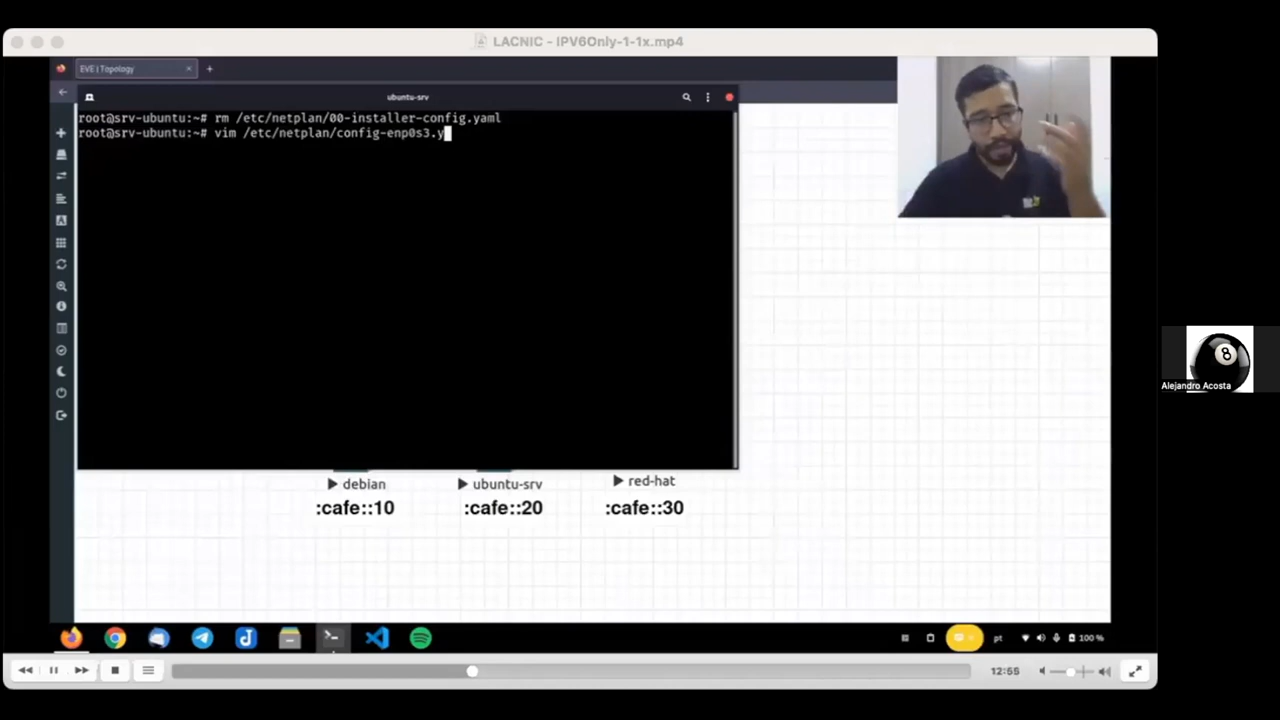 LACNIC - IPV6Only-1-1x.mp4
EVE | Topology
ubuntu-srv
root@srv-ubuntu:~# rm /etc/netplan/00-installer-config.yaml
root@srv-ubuntu:~# vim /etc/netplan/config-enp0s3.y
debian
ubuntu-srv
red-hat
:cafe::10
:cafe::20
:cafe::30
pt
100 %
12:55
8
Alejandro Acosta